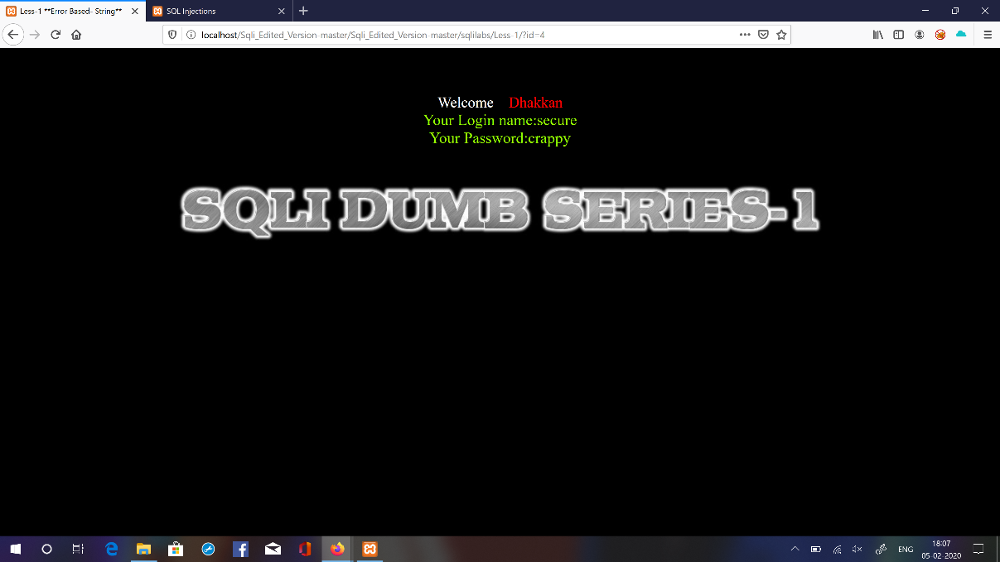 Less-1 **Error Based- String**
SQL Injections
localhost/Sqli_Edited_Version-master/Sqli_Edited_Version-master/sqlilabs/Less-1/?id=4
Welcome Dhakkan
Your Login name:secure
Your Password:crappy
SQLI DUMB SERIES-1
ENG
18:07
05-02-2020